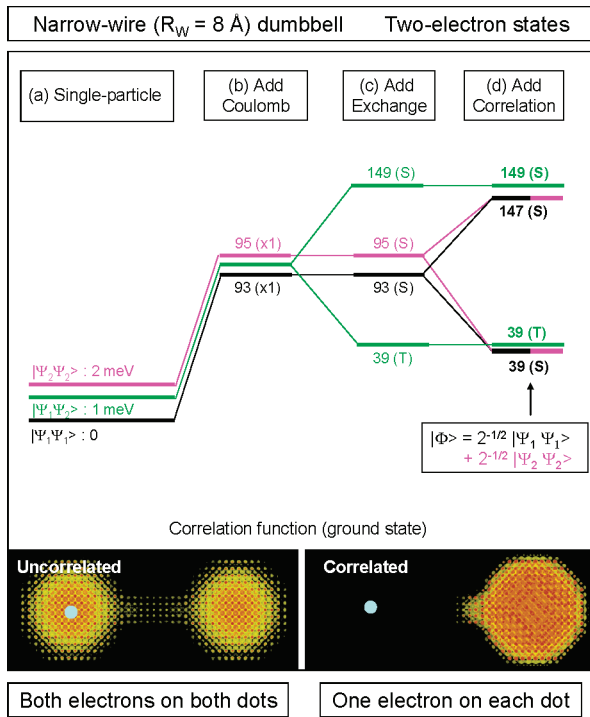 Narrow-wire (R_W = 8 Å) dumbbell    Two-electron states
(a) Single-particle
(b) Add
Coulomb
(c) Add
Exchange
(d) Add
Correlation
149 (S)
149 (S)
147 (S)
95 (x1)
95 (S)
93 (x1)
93 (S)
39 (T)
39 (T)
39 (S)
|Ψ₂Ψ₂> : 2 meV
|Ψ₁Ψ₂> : 1 meV
|Ψ₁Ψ₁> : 0
|Φ> = 2^-1/2 |Ψ₁ Ψ₁>
+ 2^-1/2 |Ψ₂ Ψ₂>
Correlation function (ground state)
Uncorrelated
Correlated
Both electrons on both dots
One electron on each dot